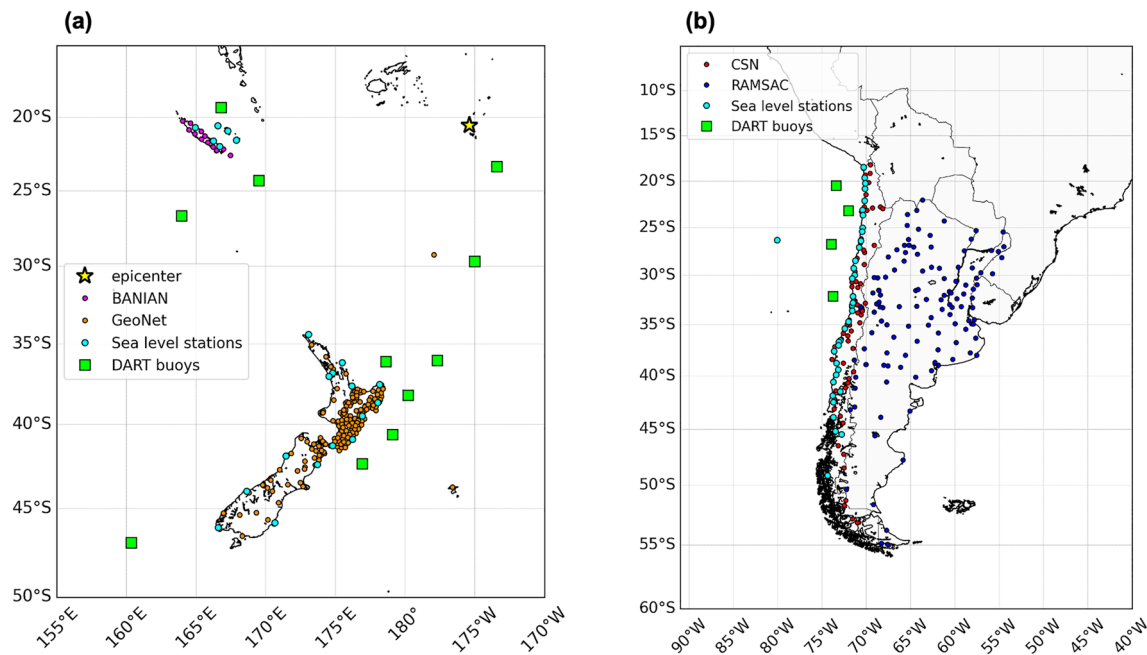 (a)
20°S
25°S
30°S
35°S
40°S
45°S
50°S
155°E
160°E
165°E
170°E
175°E
180°
175°W
170°W
epicenter
BANIAN
GeoNet
Sea level stations
DART buoys
(b)
10°S
15°S
20°S
25°S
30°S
35°S
40°S
45°S
50°S
55°S
60°S
90°W
85°W
80°W
75°W
70°W
65°W
60°W
55°W
50°W
45°W
40°W
CSN
RAMSAC
Sea level stations
DART buoys